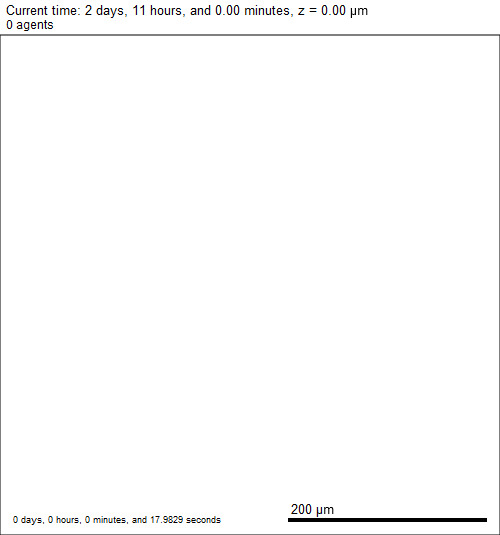 Current time: 2 days, 11 hours, and 0.00 minutes, z = 0.00 μm
0 agents
200 μm
0 days, 0 hours, 0 minutes, and 17.9829 seconds